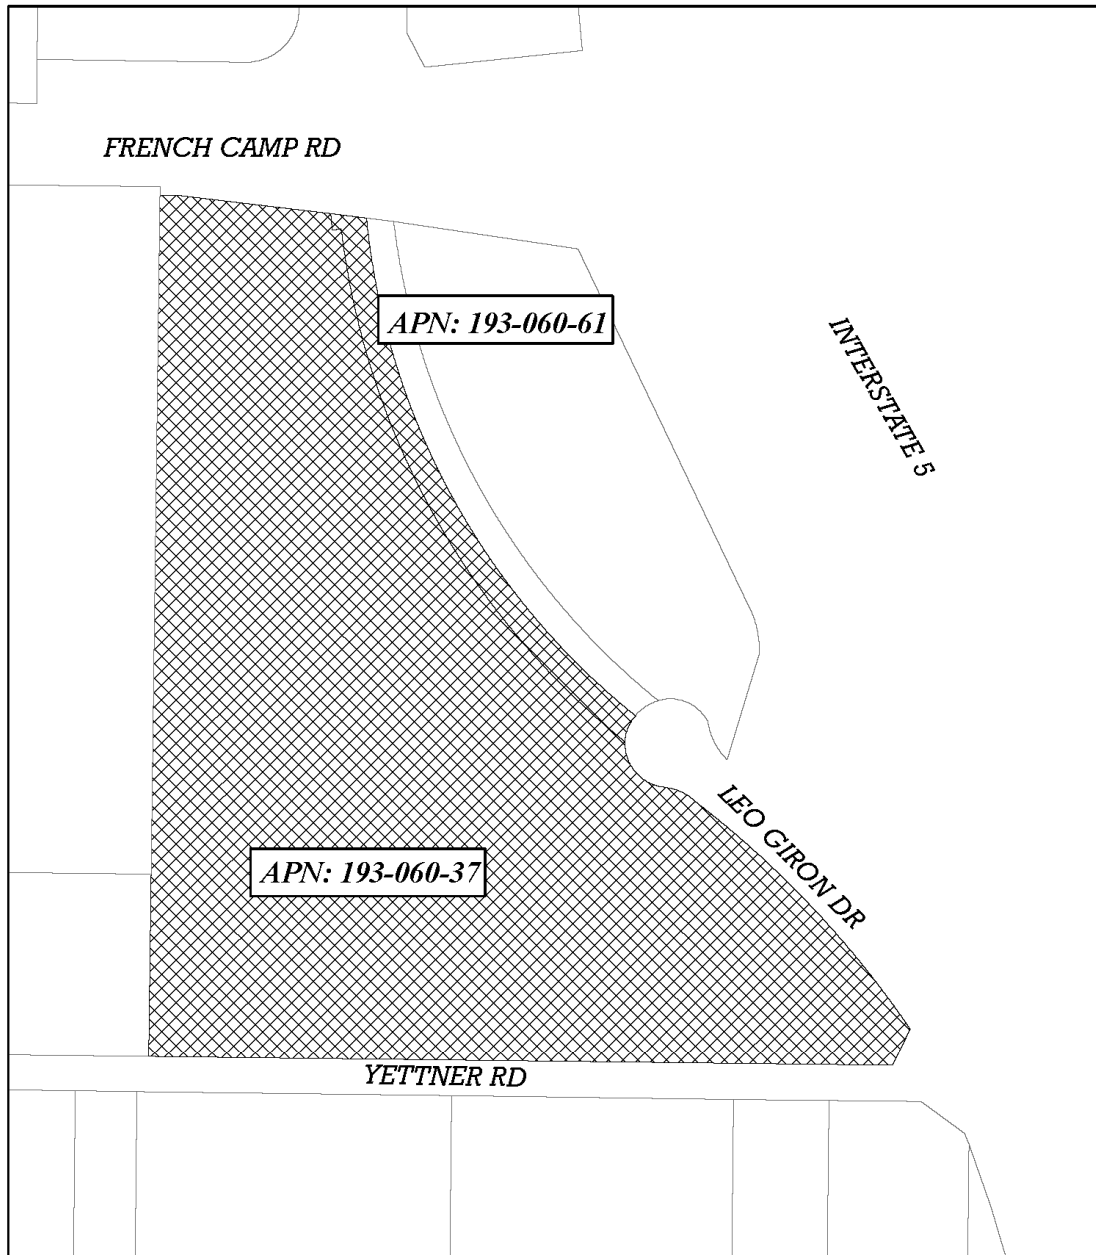 FRENCH CAMP RD
APN: 193-060-61
INTERSTATE 5
LEO GIRON DR
APN: 193-060-37
YETTNER RD